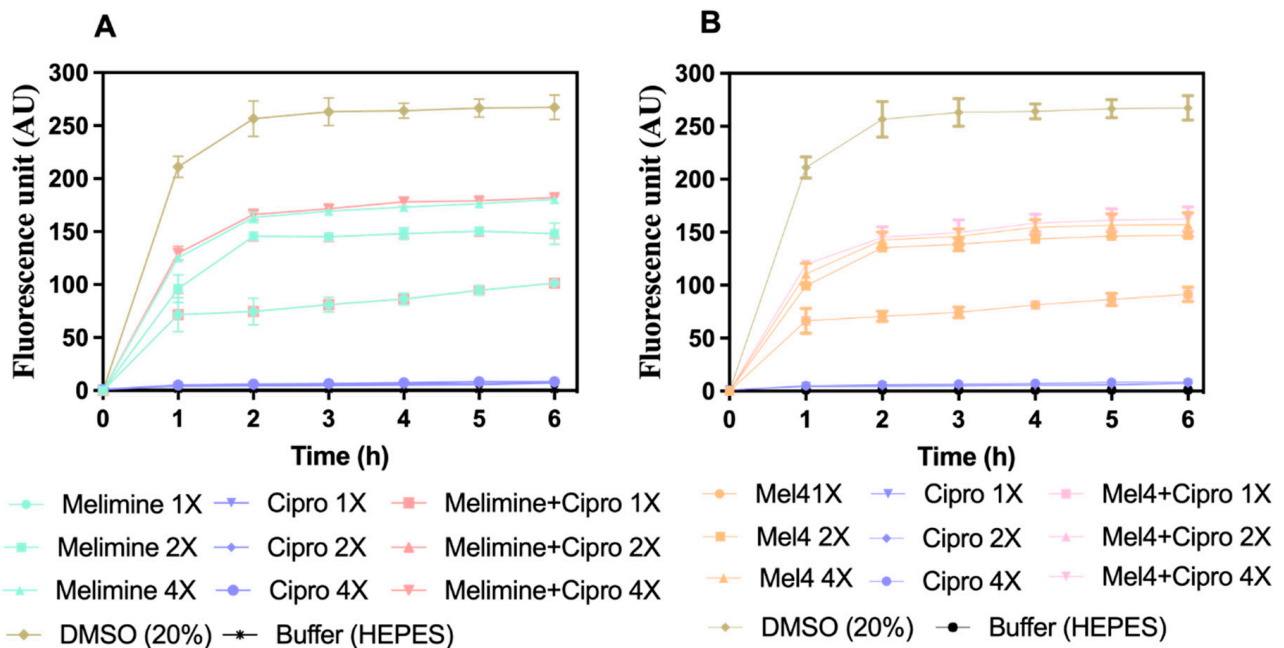 A
B
Fluorescence unit (AU)
300
250
200
150
100
50
0
0 1 2 3 4 5 6
Time (h)
Fluorescence unit (AU)
300
250
200
150
100
50
0
0 1 2 3 4 5 6
Time (h)
Melimine 1X Cipro 1X Melimine+Cipro 1X
Melimine 2X Cipro 2X Melimine+Cipro 2X
Melimine 4X Cipro 4X Melimine+Cipro 4X
DMSO (20%) Buffer (HEPES)
Mel41X Cipro 1X Mel4+Cipro 1X
Mel4 2X Cipro 2X Mel4+Cipro 2X
Mel4 4X Cipro 4X Mel4+Cipro 4X
DMSO (20%) Buffer (HEPES)